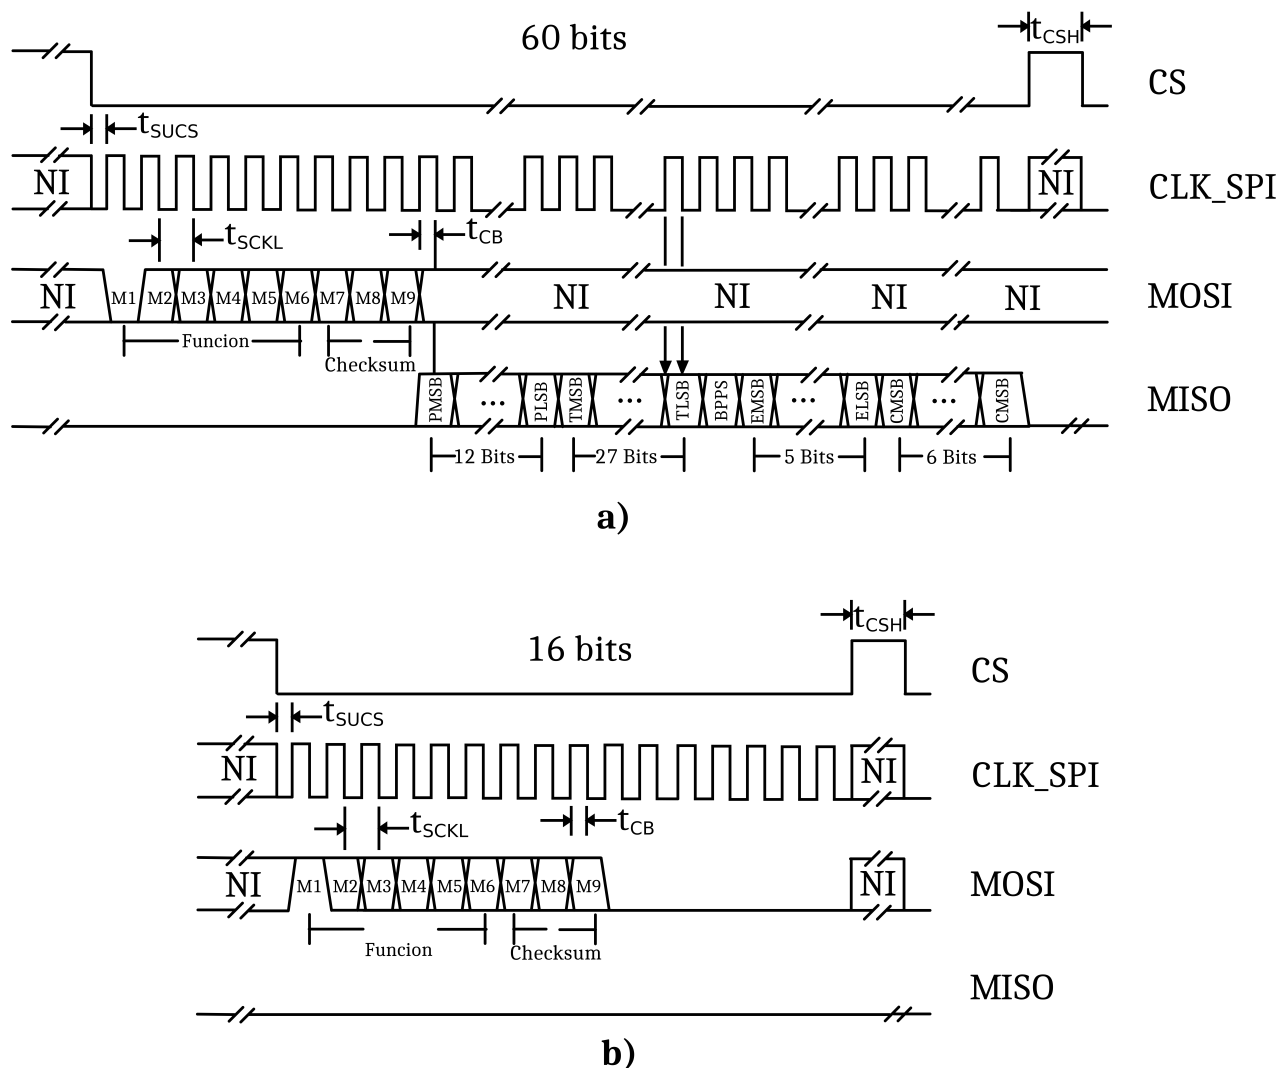 60 bits
tCSH
CS
tSUCS
NI
NI
CLK_SPI
tSCKL
tCB
NI
M1 M2 M3 M4 M5 M6 M7 M8 M9
NI
NI
NI
NI
MOSI
Funcion
Checksum
PMSB
...
PLSB
TMSB
...
TLSB
BPPS
EMSB
...
ELSB
CMSB
...
CMSB
MISO
12 Bits
27 Bits
5 Bits
6 Bits
a)
16 bits
tCSH
CS
tSUCS
NI
NI
CLK_SPI
tSCKL
tCB
NI
M1 M2 M3 M4 M5 M6 M7 M8 M9
NI
MOSI
Funcion
Checksum
MISO
b)